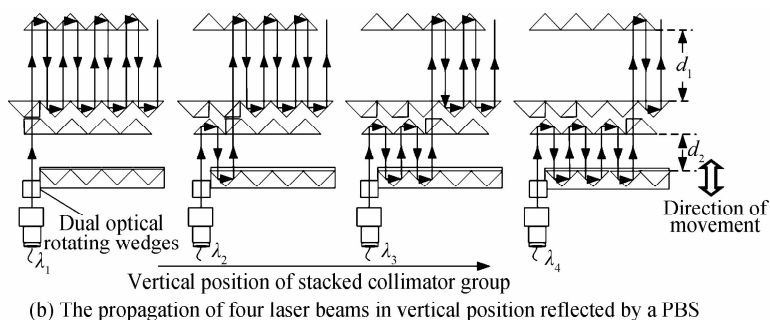 d1
d2
Direction of
movement
Dual optical
rotating wedges
λ1
λ2
λ3
λ4
Vertical position of stacked collimator group
(b) The propagation of four laser beams in vertical position reflected by a PBS